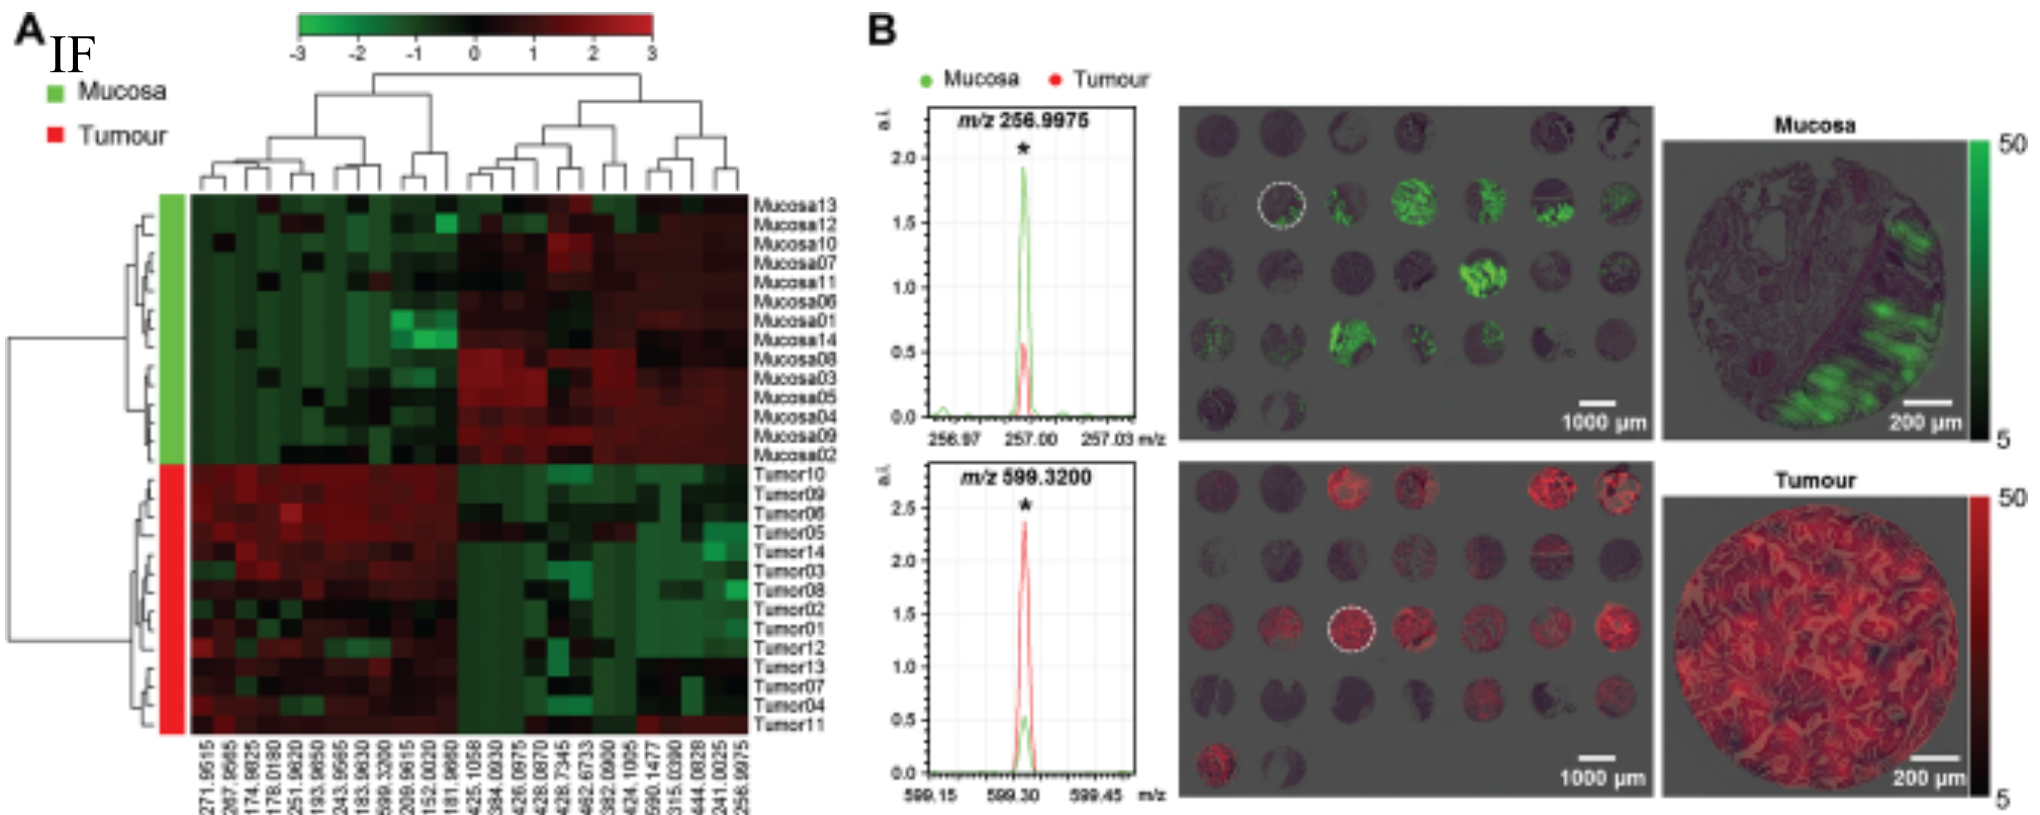 A
IF
Mucosa
Tumour
-3 -2 -1 0 1 2 3
Mucosa13
Mucosa12
Mucosa10
Mucosa07
Mucosa11
Mucosa06
Mucosa01
Mucosa14
Mucosa08
Mucosa03
Mucosa05
Mucosa04
Mucosa09
Mucosa02
Tumor10
Tumor09
Tumor06
Tumor05
Tumor14
Tumor03
Tumor08
Tumor02
Tumor01
Tumor12
Tumor13
Tumor07
Tumor04
Tumor11
271.9515
267.9565
174.9825
178.0180
251.9620
193.9650
243.9565
183.9630
599.3200
209.9615
152.0020
181.9660
425.1058
384.0930
426.0975
428.0870
428.7345
462.6733
382.0990
424.1095
590.1477
315.0390
444.0828
241.0025
256.9975
B
Mucosa Tumour
m/z 256.9975
*
a.i.
2.0
1.5
1.0
0.5
0.0
256.97 257.00 257.03 m/z
1000 µm
Mucosa
200 µm
50
5
m/z 599.3200
*
a.i.
2.5
2.0
1.5
1.0
0.5
0.0
599.15 599.30 599.45 m/z
1000 µm
Tumour
200 µm
50
5